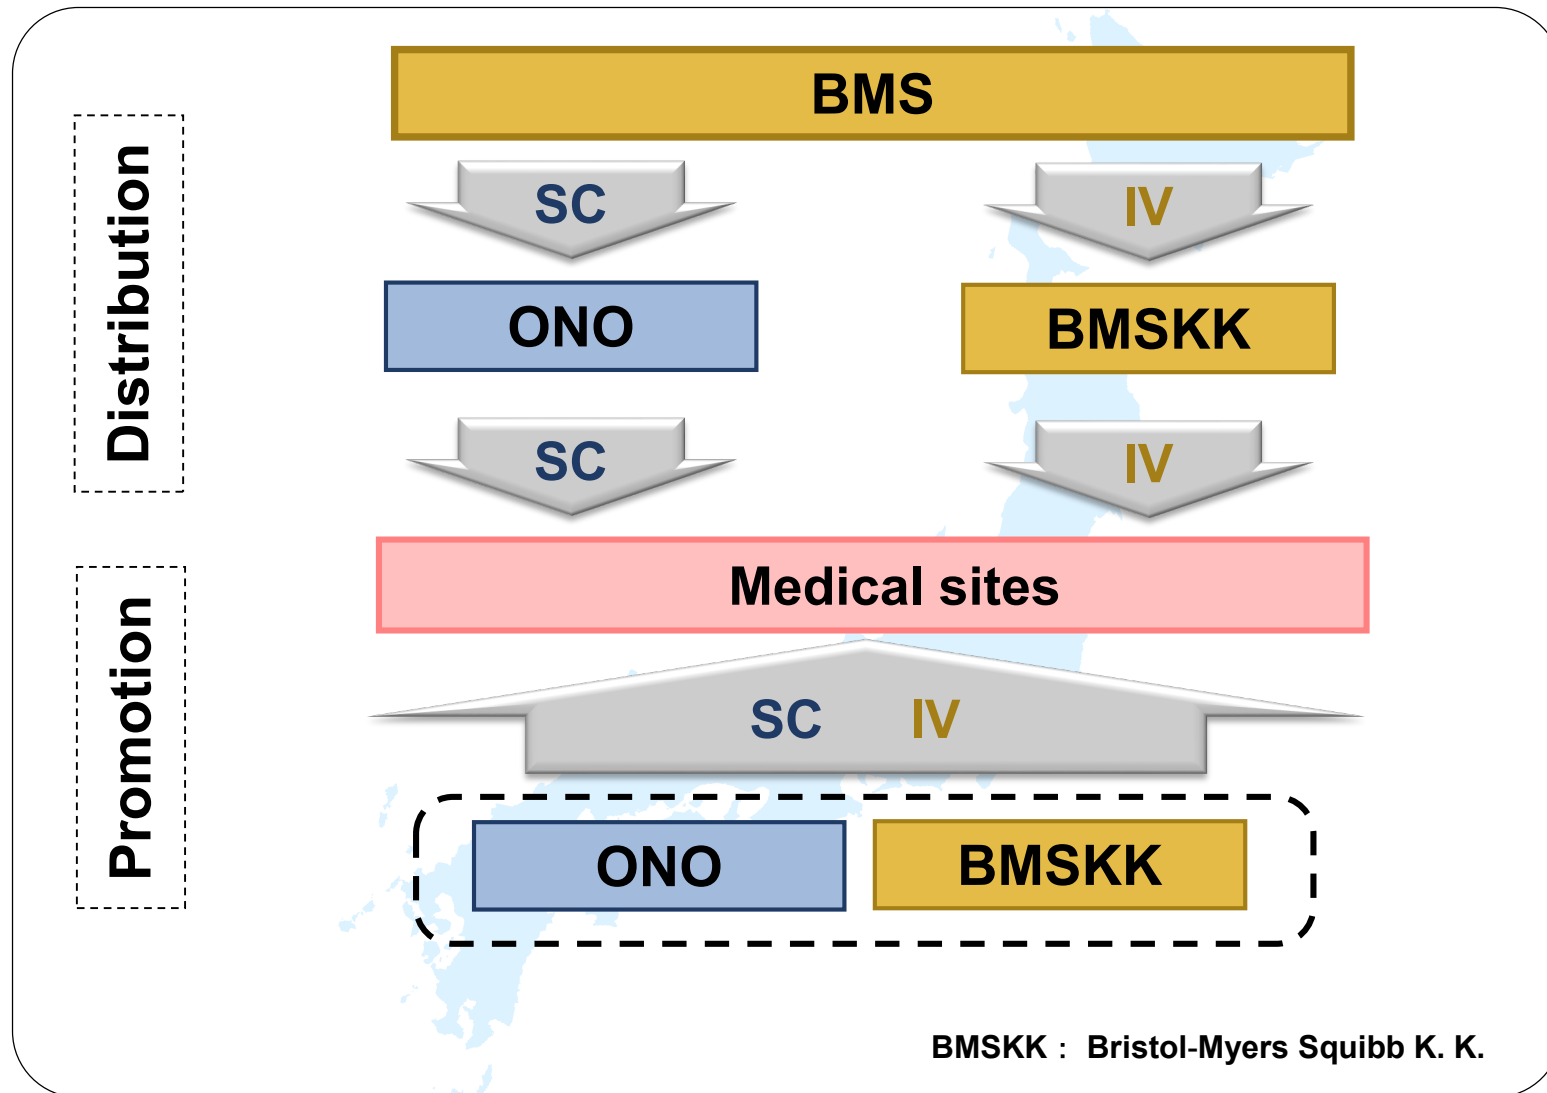 BMS
Distribution
SC
IV
ONO
BMSKK
SC
IV
Medical sites
Promotion
SC IV
ONO
BMSKK
BMSKK : Bristol-Myers Squibb K. K.